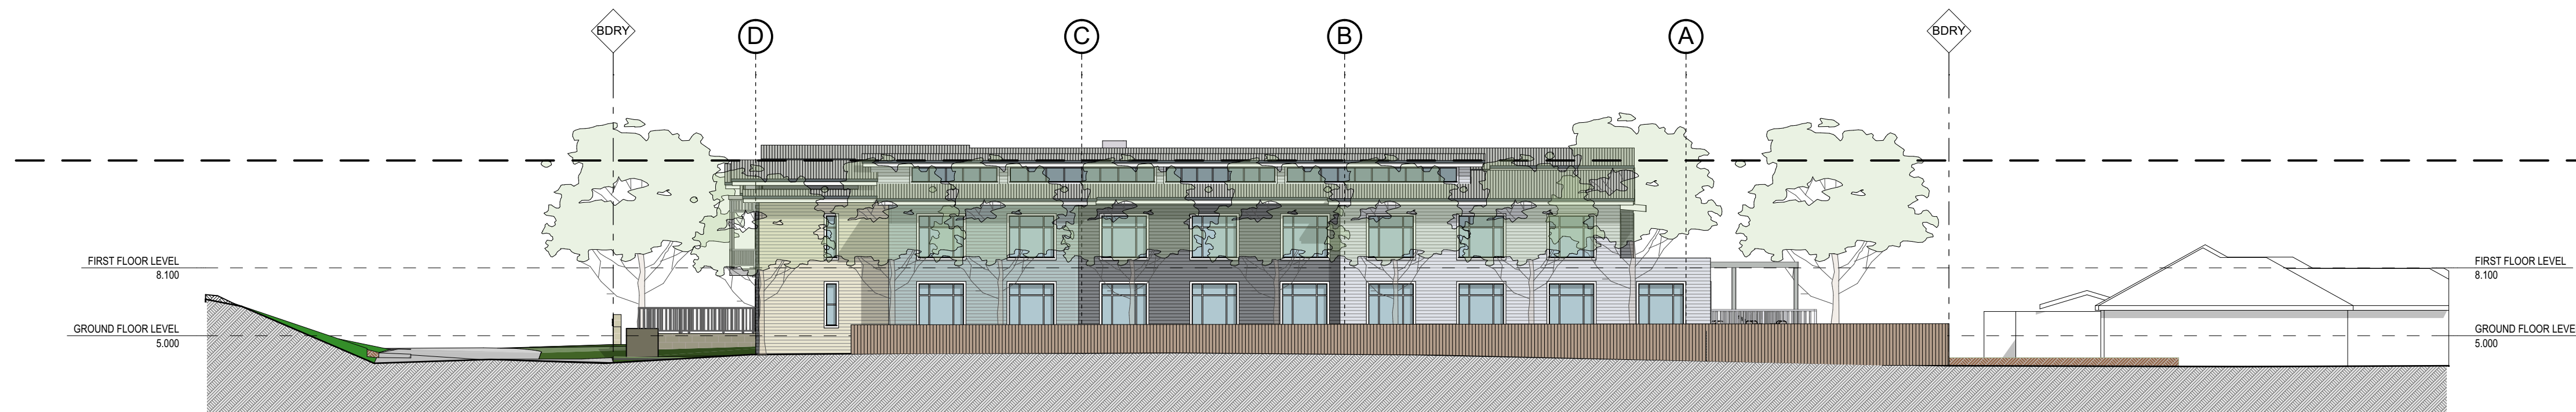 BDRY
D
C
B
A
BDRY
FIRST FLOOR LEVEL
8.100
FIRST FLOOR LEVEL
8.100
GROUND FLOOR LEVEL
5.000
GROUND FLOOR LEVE
5.000